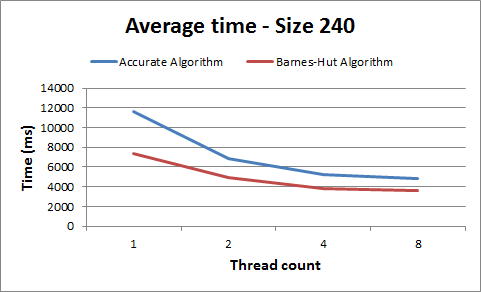 Average time - Size 240
Accurate Algorithm
Barnes-Hut Algorithm
Time (ms)
14000
12000
10000
8000
6000
4000
2000
0
1 2 4 8
Thread count